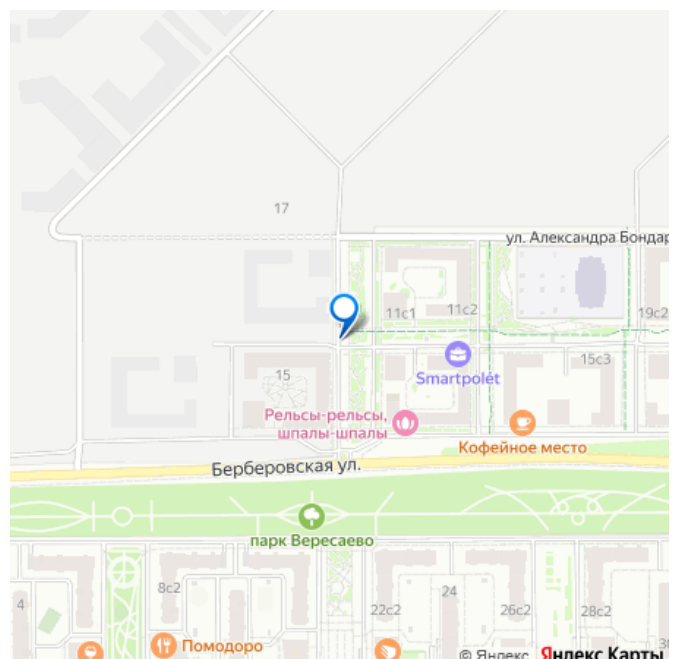 17
ул. Александра Бондар
11с1
11с2
19с2
15с3
15
Smartpolét
Рельсы-рельсы,
шпалы-шпалы
Кофейное место
Берберовская ул.
парк Вересаево
4
8с2
22с2
24
26с2
28с2
Помодоро
© Яндекс Яндекс Карты